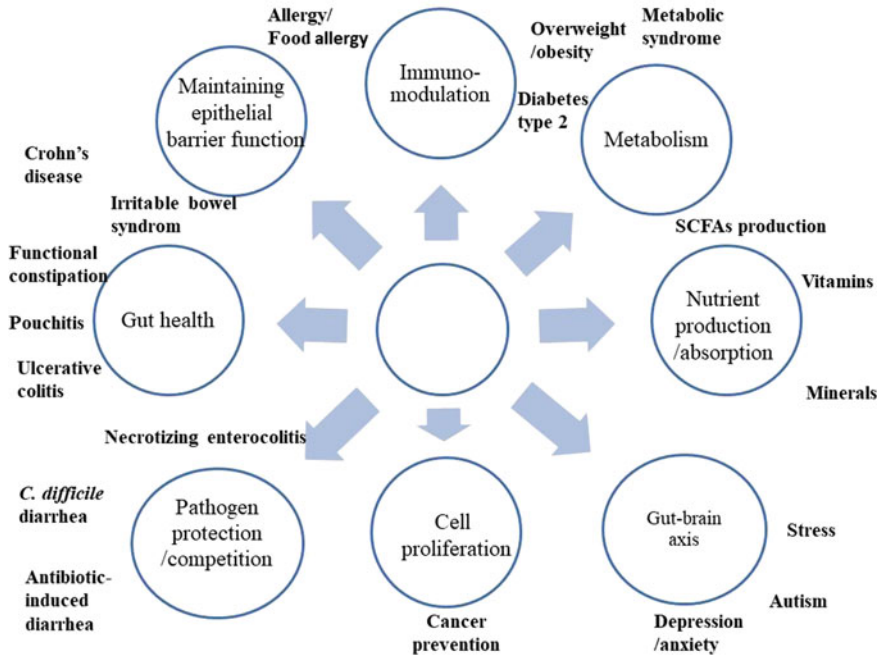 Allergy/
Food allergy
Immuno-
modulation
Overweight
/obesity
Metabolic
syndrome
Diabetes
type 2
Metabolism
Maintaining
epithelial
barrier function
Crohn's
disease
Irritable bowel
syndrom
Functional
constipation
Pouchitis
Ulcerative
colitis
Gut health
SCFAs production
Vitamins
Nutrient
production
/absorption
Minerals
Necrotizing enterocolitis
C. difficile
diarrhea
Antibiotic-
induced
diarrhea
Pathogen
protection
/competition
Cell
proliferation
Cancer
prevention
Gut-brain
axis
Stress
Autism
Depression
/anxiety